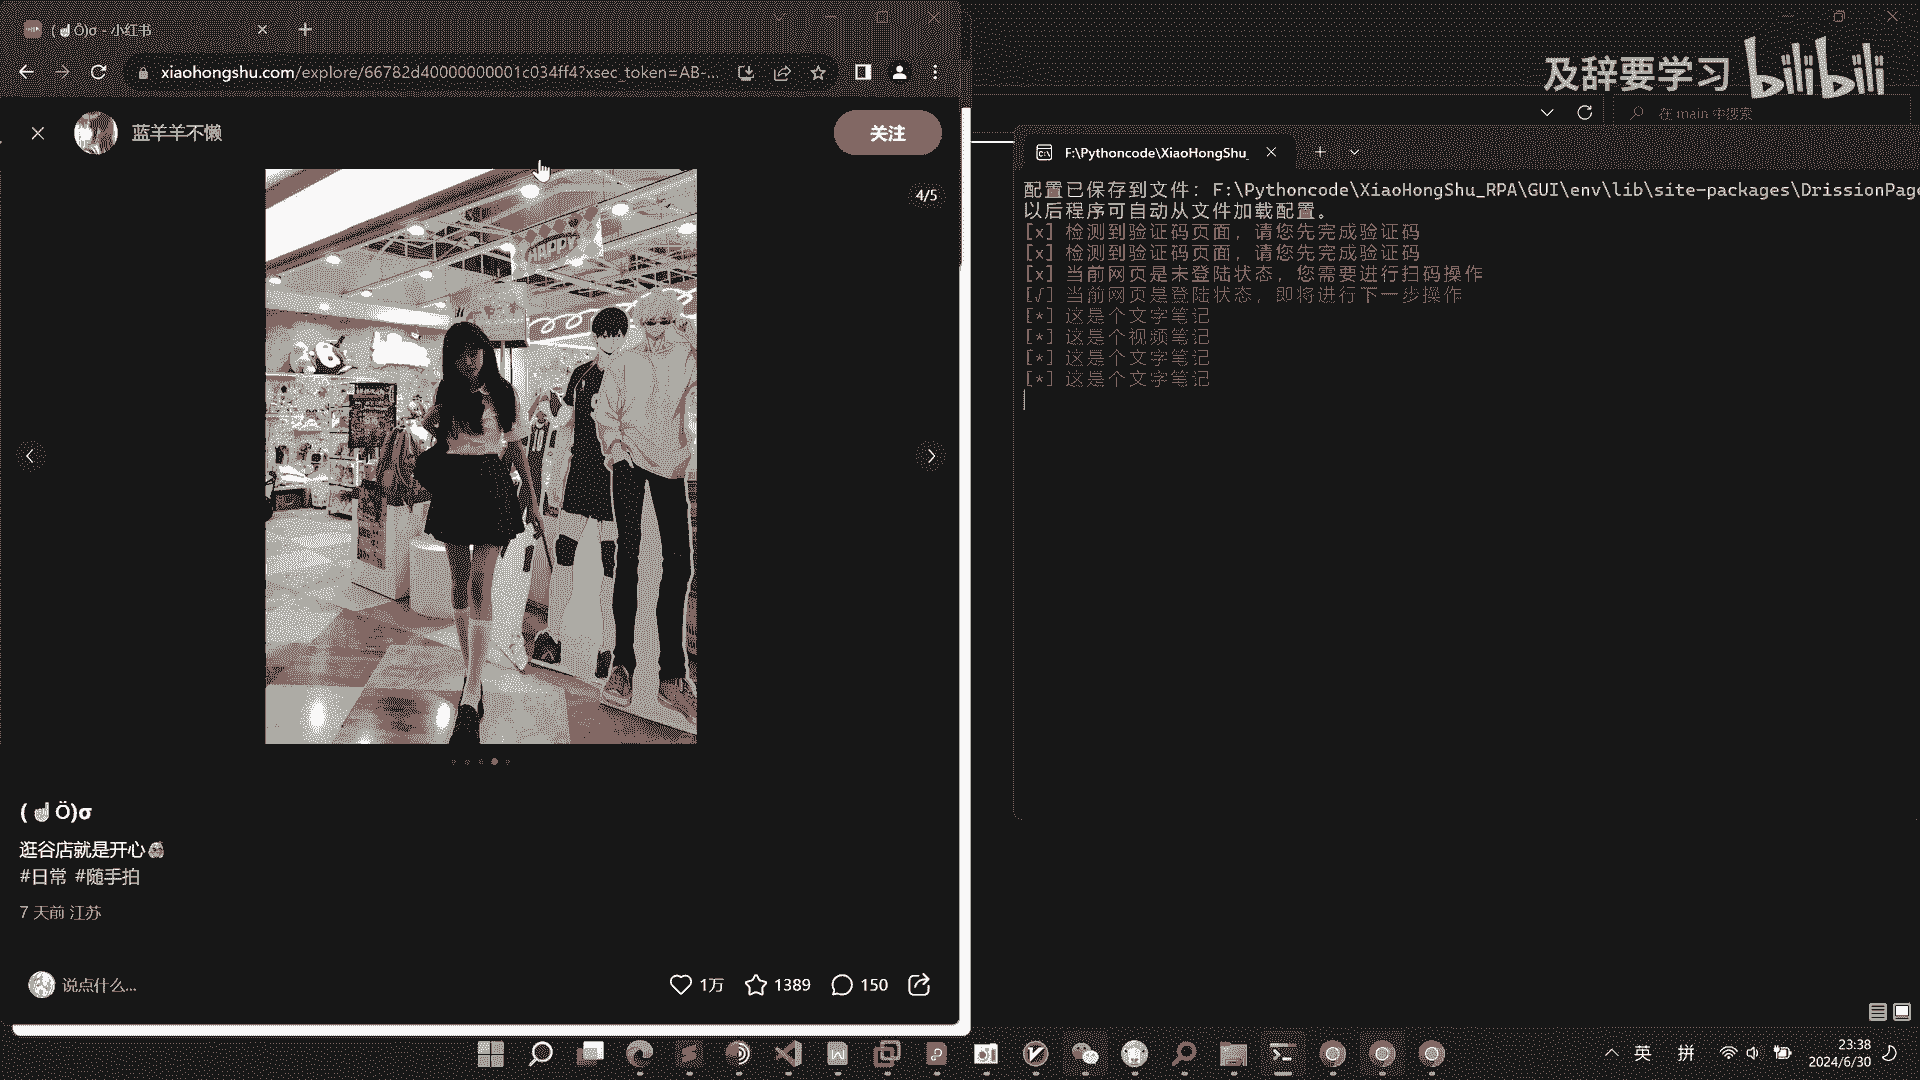 (☝Ö)σ - 小红书
xiaohongshu.com/explore/66782d40000000001c034ff4?xsec_token=AB-...
及辞要学习 bilibili
在 main 中搜索
蓝羊羊不懒
关注
4/5
HAPPY
F:\Pythoncode\XiaoHongShu_
配置已保存到文件：F:\Pythoncode\XiaoHongShu_RPA\GUI\env\lib\site-packages\DrissionPage
以后程序可自动从文件加载配置。
[x] 检测到验证码页面，请您先完成验证码
[x] 检测到验证码页面，请您先完成验证码
[x] 当前网页是未登陆状态，您需要进行扫码操作
[√] 当前网页是登陆状态，即将进行下一步操作
[*] 这是个文字笔记
[*] 这是个视频笔记
[*] 这是个文字笔记
[*] 这是个文字笔记
(☝Ö)σ
逛谷店就是开心
#日常 #随手拍
7 天前 江苏
说点什么...
1万
1389
150
英
拼
23:38
2024/6/30